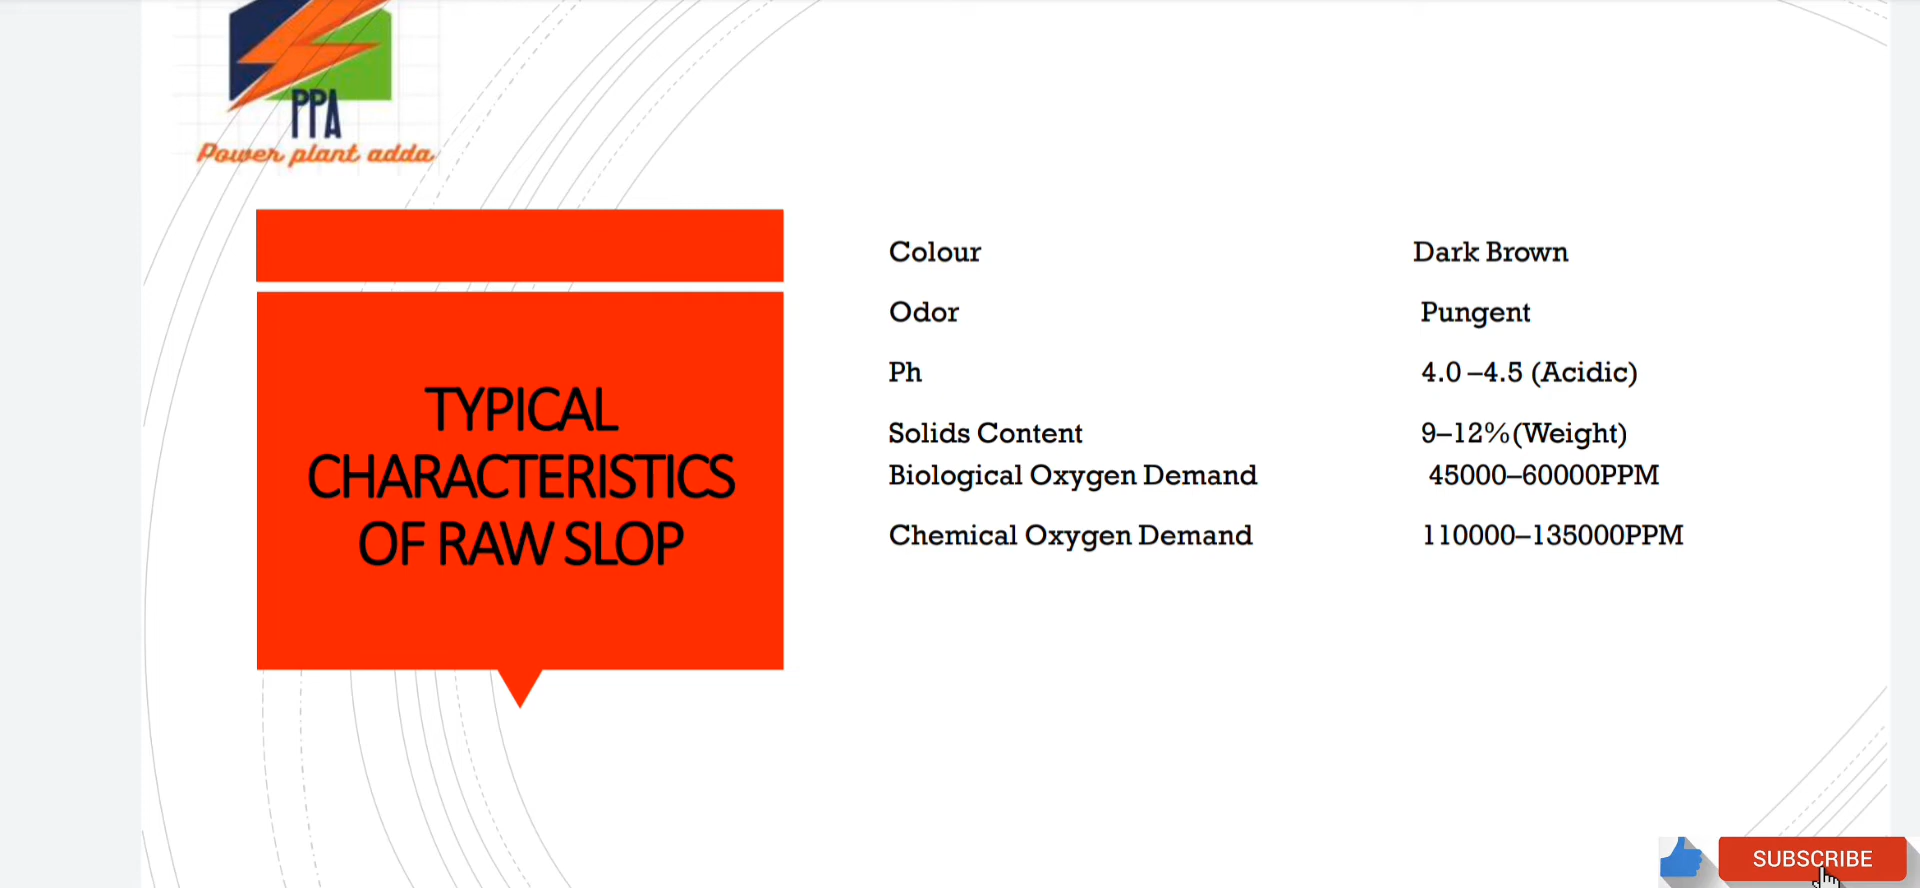 PPA
Power plant adda
TYPICAL
CHARACTERISTICS
OF RAW SLOP
Colour Dark Brown
Odor Pungent
Ph 4.0–4.5 (Acidic)
Solids Content 9–12%(Weight)
Biological Oxygen Demand 45000–60000PPM
Chemical Oxygen Demand 110000–135000PPM
SUBSCRIBE